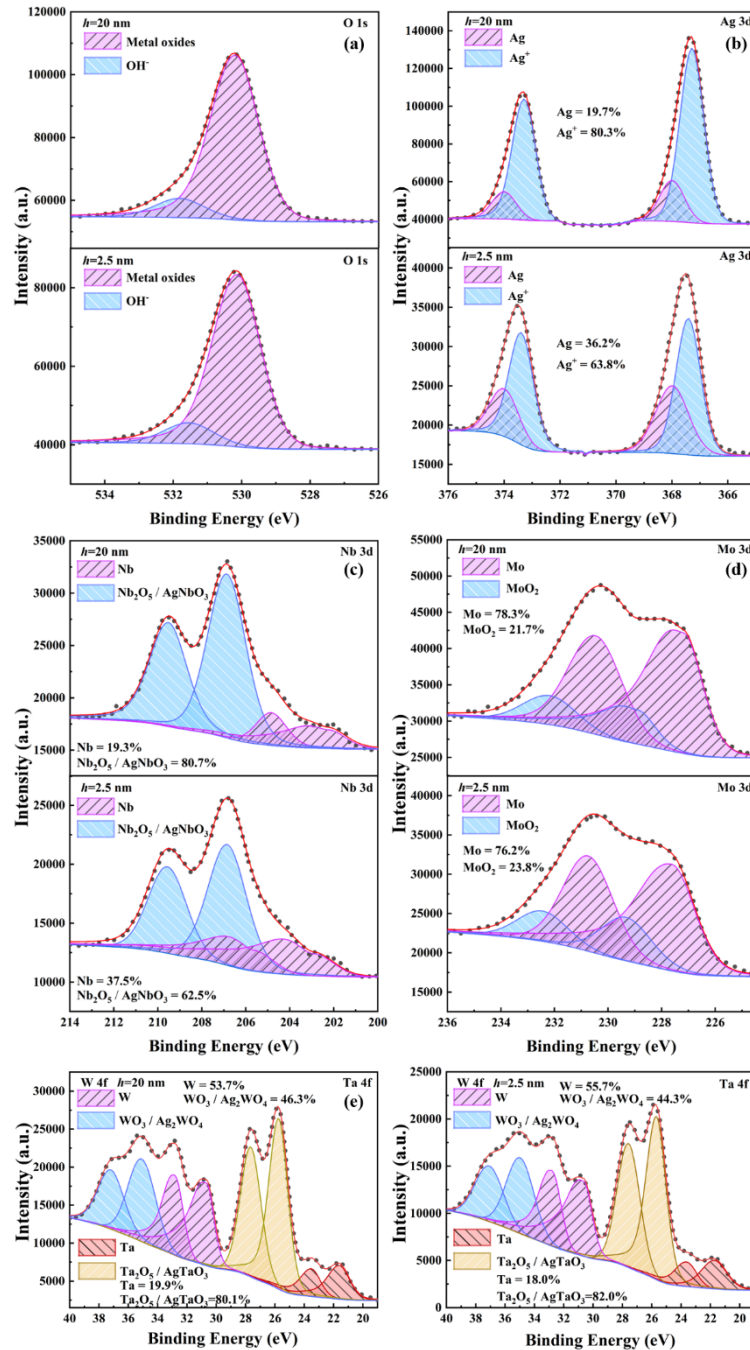 h=20 nm
O 1s
Metal oxides
(a)
OH⁻
120000
100000
80000
60000
h=2.5 nm
O 1s
Metal oxides
OH⁻
80000
60000
40000
534
532
530
528
526
Binding Energy (eV)
Intensity (a.u.)
h=20 nm
Ag 3d
Ag
(b)
Ag⁺
Ag = 19.7%
Ag⁺ = 80.3%
140000
120000
100000
80000
60000
40000
h=2.5 nm
Ag 3d
Ag
Ag⁺
Ag = 36.2%
Ag⁺ = 63.8%
40000
35000
30000
25000
20000
15000
376
373
370
367
365
Binding Energy (eV)
Intensity (a.u.)
h=20 nm
Nb 3d
Nb
(c)
Nb₂O₅ / AgNbO₃
Nb = 19.3%
Nb₂O₅ / AgNbO₃ = 80.7%
35000
30000
25000
20000
15000
h=2.5 nm
Nb 3d
Nb
Nb₂O₅ / AgNbO₃
Nb = 37.5%
Nb₂O₅ / AgNbO₃ = 62.5%
25000
20000
15000
10000
214
212
210
208
206
204
202
200
Binding Energy (eV)
Intensity (a.u.)
h=20 nm
Mo 3d
Mo
(d)
MoO₂
Mo = 78.3%
MoO₂ = 21.7%
55000
50000
45000
40000
35000
30000
25000
h=2.5 nm
Mo 3d
Mo
MoO₂
Mo = 76.2%
MoO₂ = 23.8%
45000
40000
35000
30000
25000
20000
15000
236
234
232
230
228
226
Binding Energy (eV)
Intensity (a.u.)
W 4f h=20 nm
W = 53.7%
Ta 4f
W
WO₃ / Ag₂WO₄ = 46.3%
WO₃ / Ag₂WO₄
(e)
Ta
Ta₂O₅ / AgTaO₃
Ta = 19.9%
Ta₂O₅ / AgTaO₃=80.1%
30000
25000
20000
15000
10000
5000
40
38
36
34
32
30
28
26
24
22
20
Binding Energy (eV)
Intensity (a.u.)
W 4f h=2.5 nm
W = 55.7%
Ta 4f
W
WO₃ / Ag₂WO₄ = 44.3%
WO₃ / Ag₂WO₄
Ta
Ta₂O₅ / AgTaO₃
Ta = 18.0%
Ta₂O₅ / AgTaO₃=82.0%
25000
20000
15000
10000
5000
0
40
38
36
34
32
30
28
26
24
22
20
Binding Energy (eV)
Intensity (a.u.)